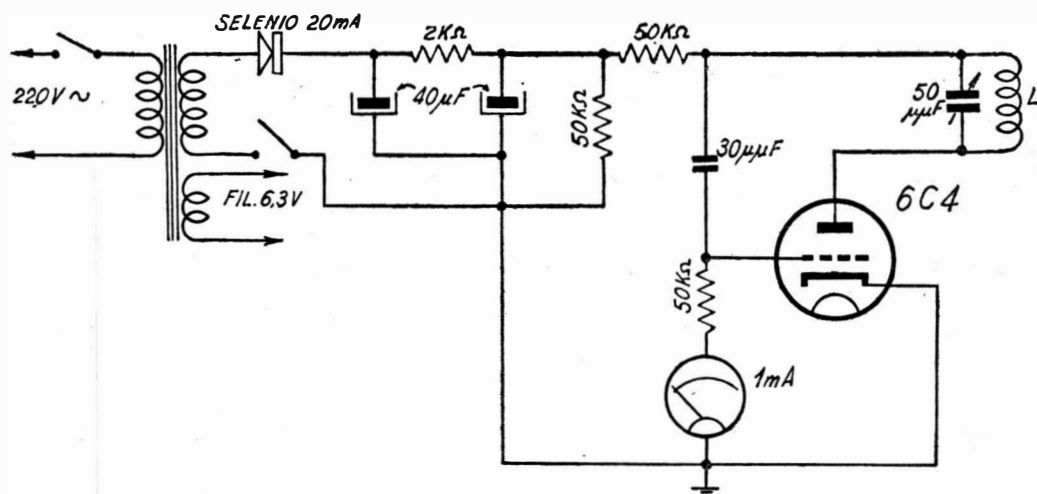 SELENIO 20mA
2KΩ
50KΩ
220V ~
40µF
50KΩ
50
µµF
L
30µµF
6C4
FIL. 6,3V
50KΩ
1mA